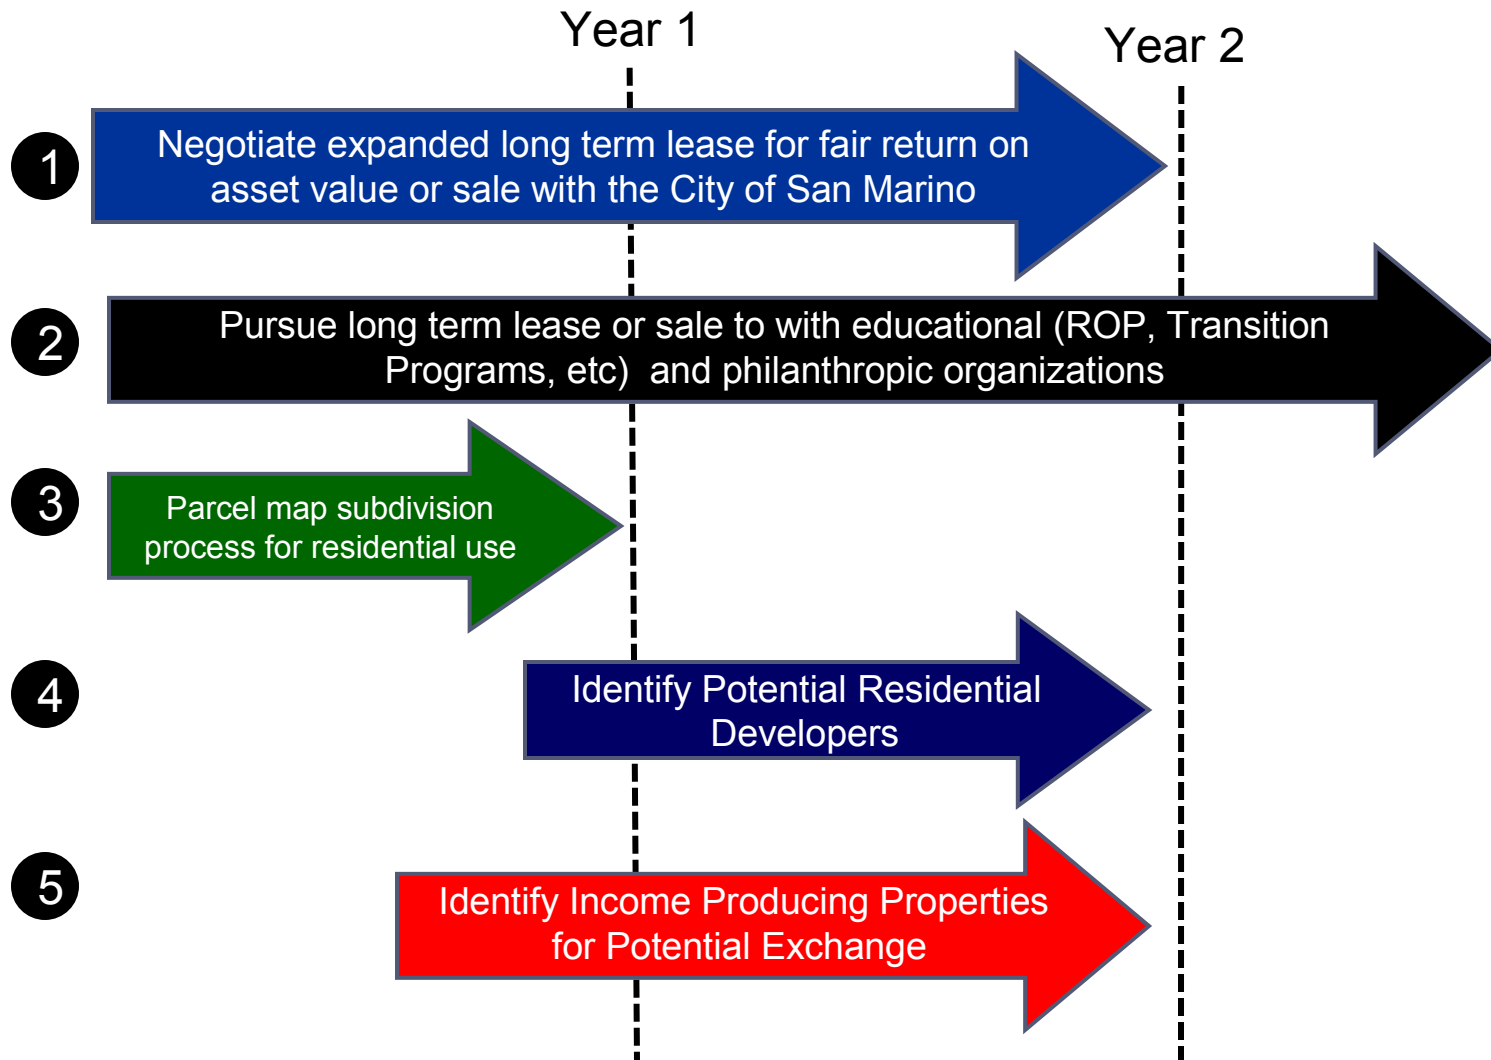 Year 1
Year 2
1
Negotiate expanded long term lease for fair return on
asset value or sale with the City of San Marino
2
Pursue long term lease or sale to with educational (ROP, Transition
Programs, etc)  and philanthropic organizations
3
Parcel map subdivision
process for residential use
4
Identify Potential Residential
Developers
5
Identify Income Producing Properties
for Potential Exchange